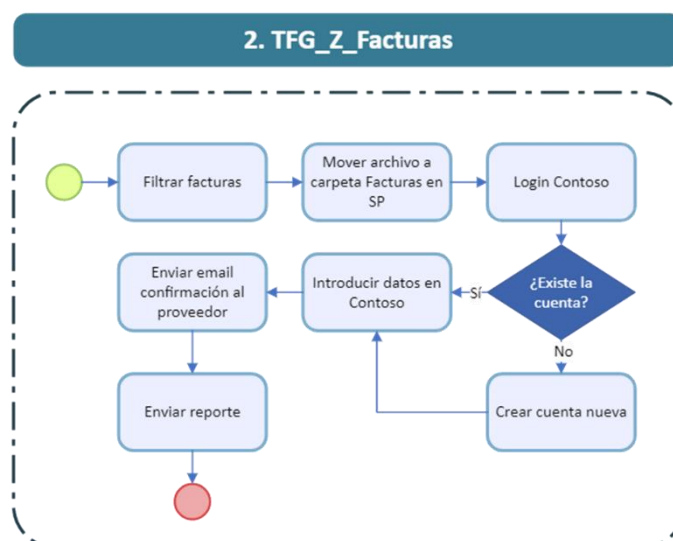 2. TFG_Z_Facturas
Filtrar facturas
Mover archivo a
carpeta Facturas en
SP
Login Contoso
¿Existe la
cuenta?
Sí
No
Introducir datos en
Contoso
Enviar email
confirmación al
proveedor
Crear cuenta nueva
Enviar reporte